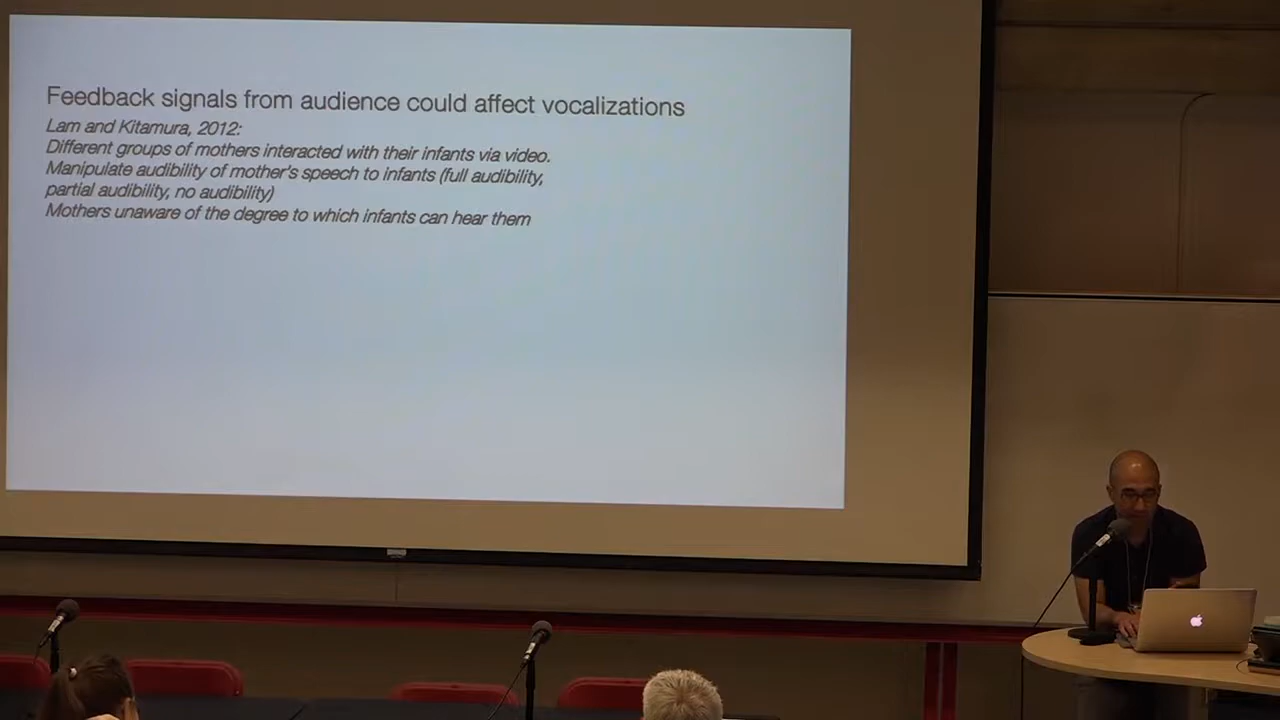 Feedback signals from audience could affect vocalizations
Lam and Kitamura, 2012:
Different groups of mothers interacted with their infants via video.
Manipulate audibility of mother's speech to infants (full audibility,
partial audibility, no audibility)
Mothers unaware of the degree to which infants can hear them